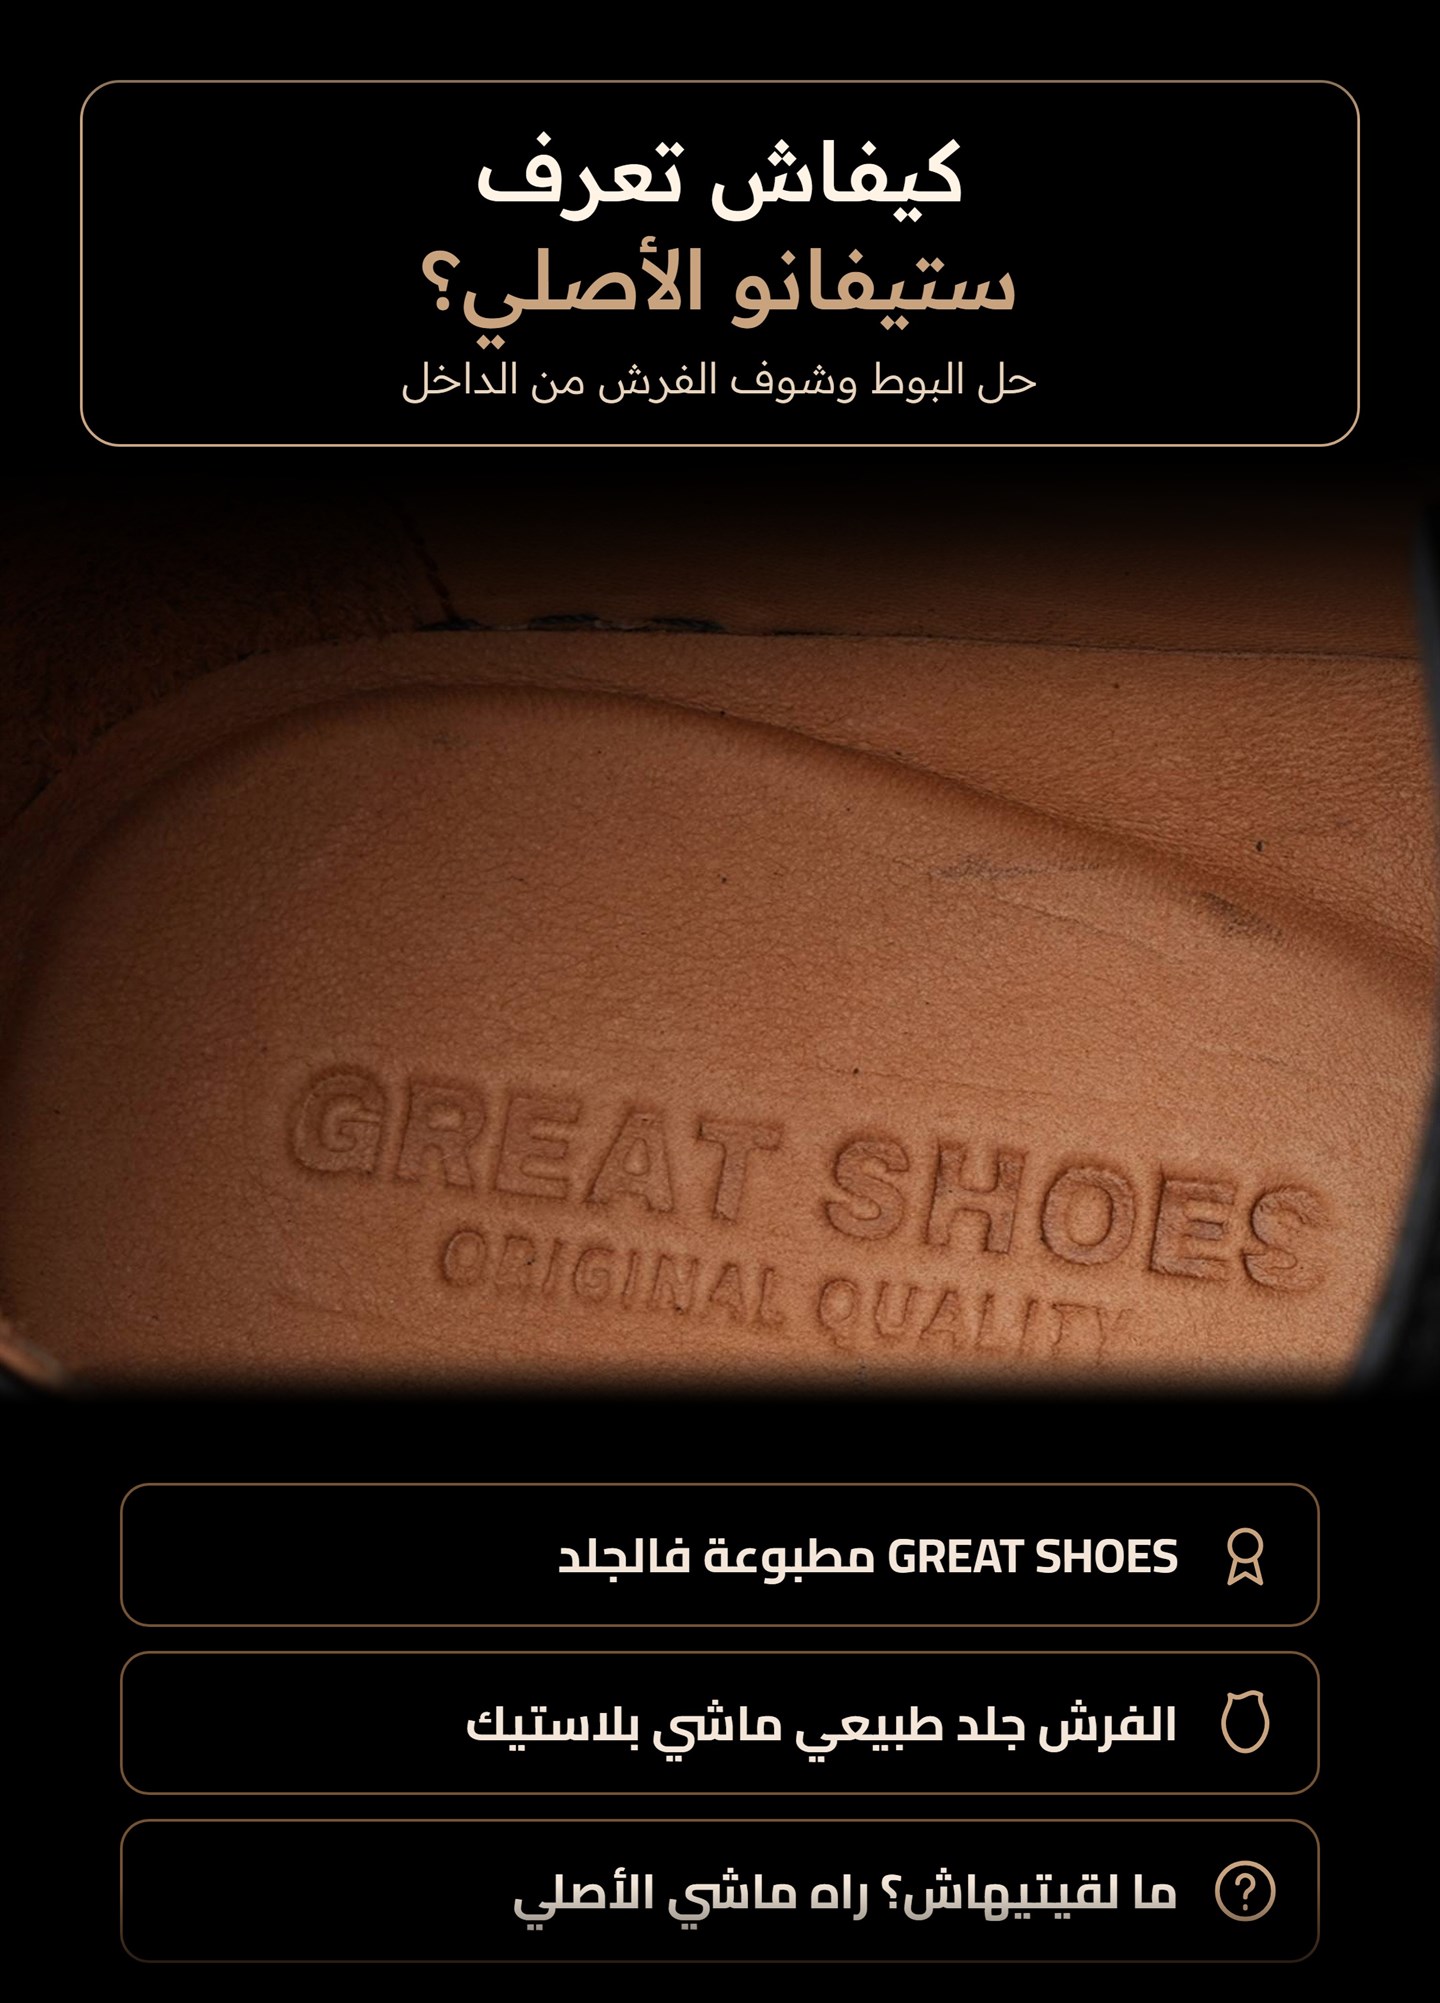 كيفاش تعرف
ستيفانو الأصلي؟
حل البوط وشوف الفرش من الداخل
GREAT SHOES
ORIGINAL QUALITY
GREAT SHOES مطبوعة فالجلد
الفرش جلد طبيعي ماشي بلاستيك
ما لقيتيهاش؟ راه ماشي الأصلي